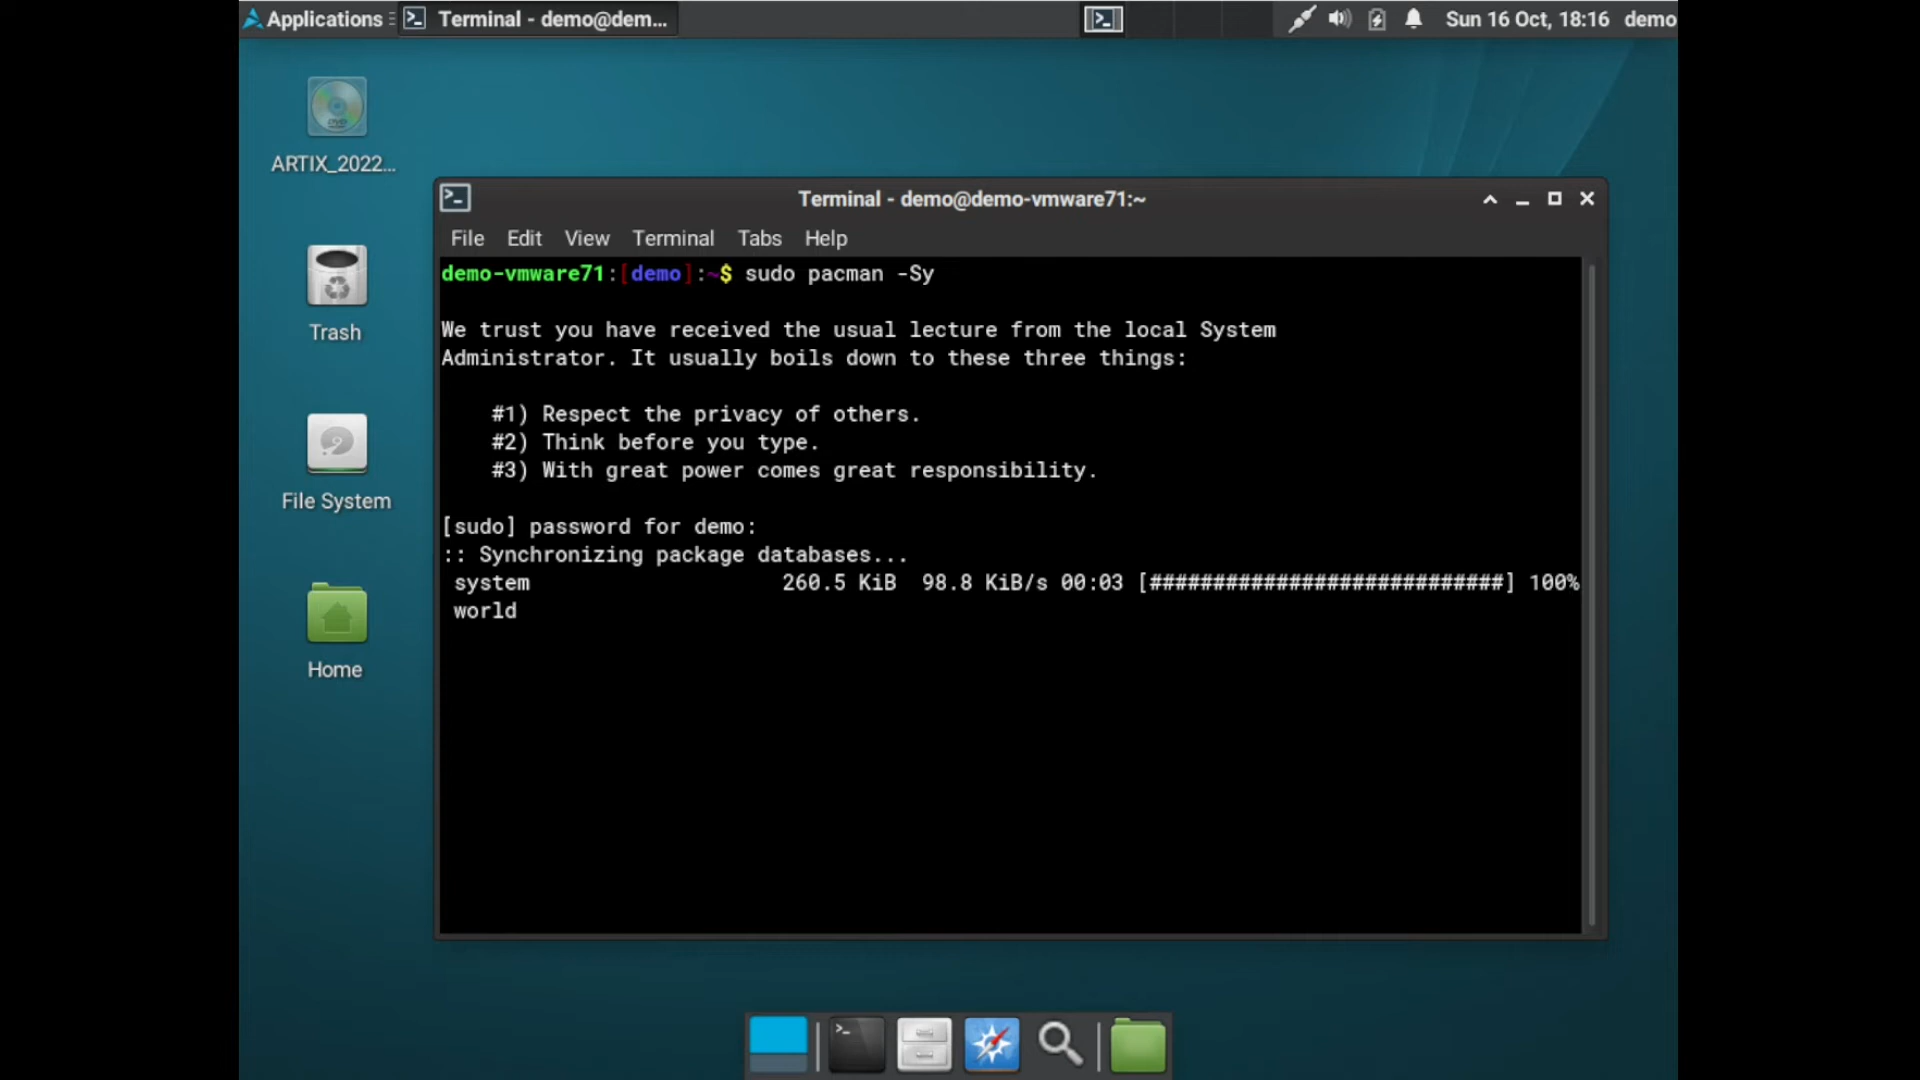 Applications
Terminal - demo@dem...
Sun 16 Oct, 18:16
demo
ARTIX_2022...
Trash
File System
Home
Terminal - demo@demo-vmware71:~
File Edit View Terminal Tabs Help
demo-vmware71:[demo]:~$ sudo pacman -Sy
We trust you have received the usual lecture from the local System
Administrator. It usually boils down to these three things:
#1) Respect the privacy of others.
#2) Think before you type.
#3) With great power comes great responsibility.
[sudo] password for demo:
:: Synchronizing package databases...
system 260.5 KiB 98.8 KiB/s 00:03 [############################] 100%
world